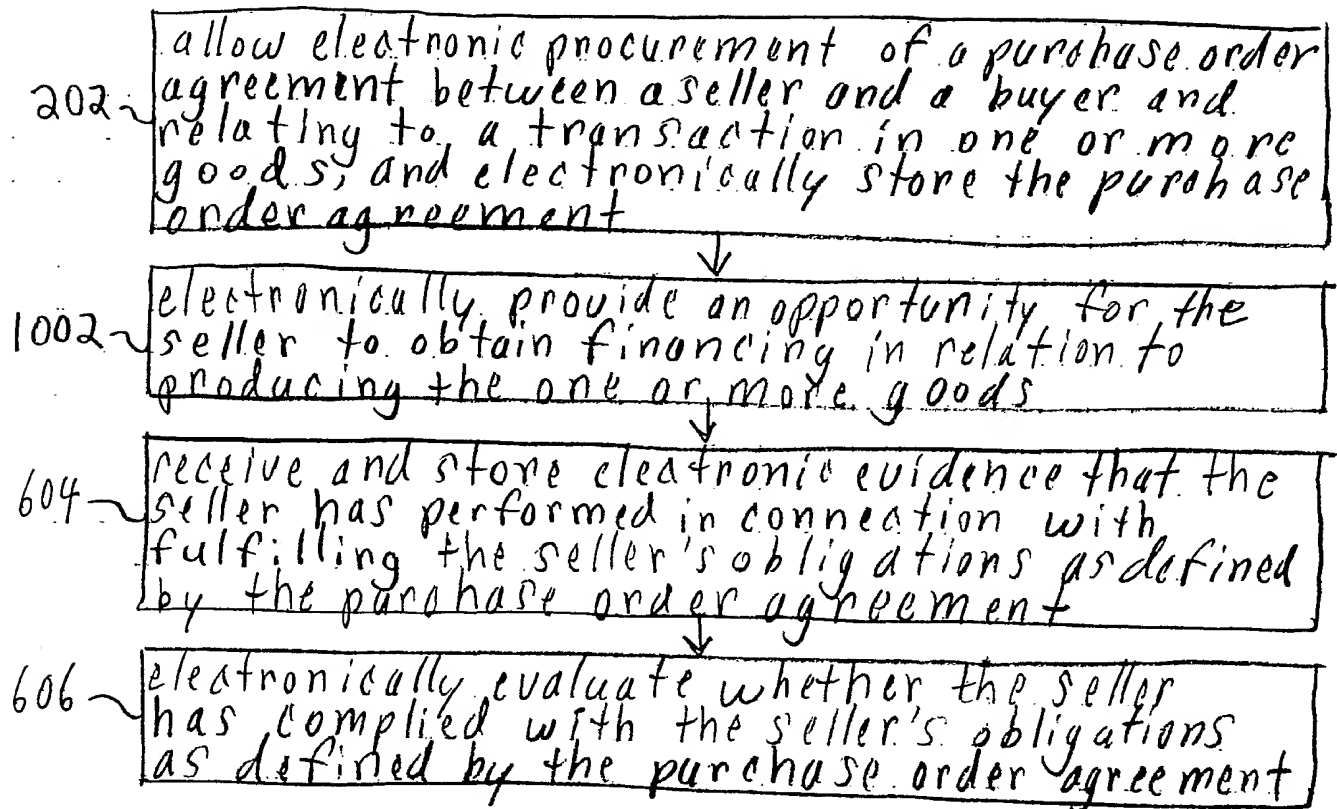 allow electronic procurement of a purchase order
202 agreement between a seller and a buyer and
relating to a transaction in one or more
goods, and electronically store the purchase
order agreement
electronically provide an opportunity for the
1002 seller to obtain financing in relation to
producing the one or more goods
receive and store electronic evidence that the
604 seller has performed in connection with
fulfilling the seller's obligations as defined
by the purchase order agreement
606 electronically evaluate whether the seller
has complied with the seller's obligations
as defined by the purchase order agreement